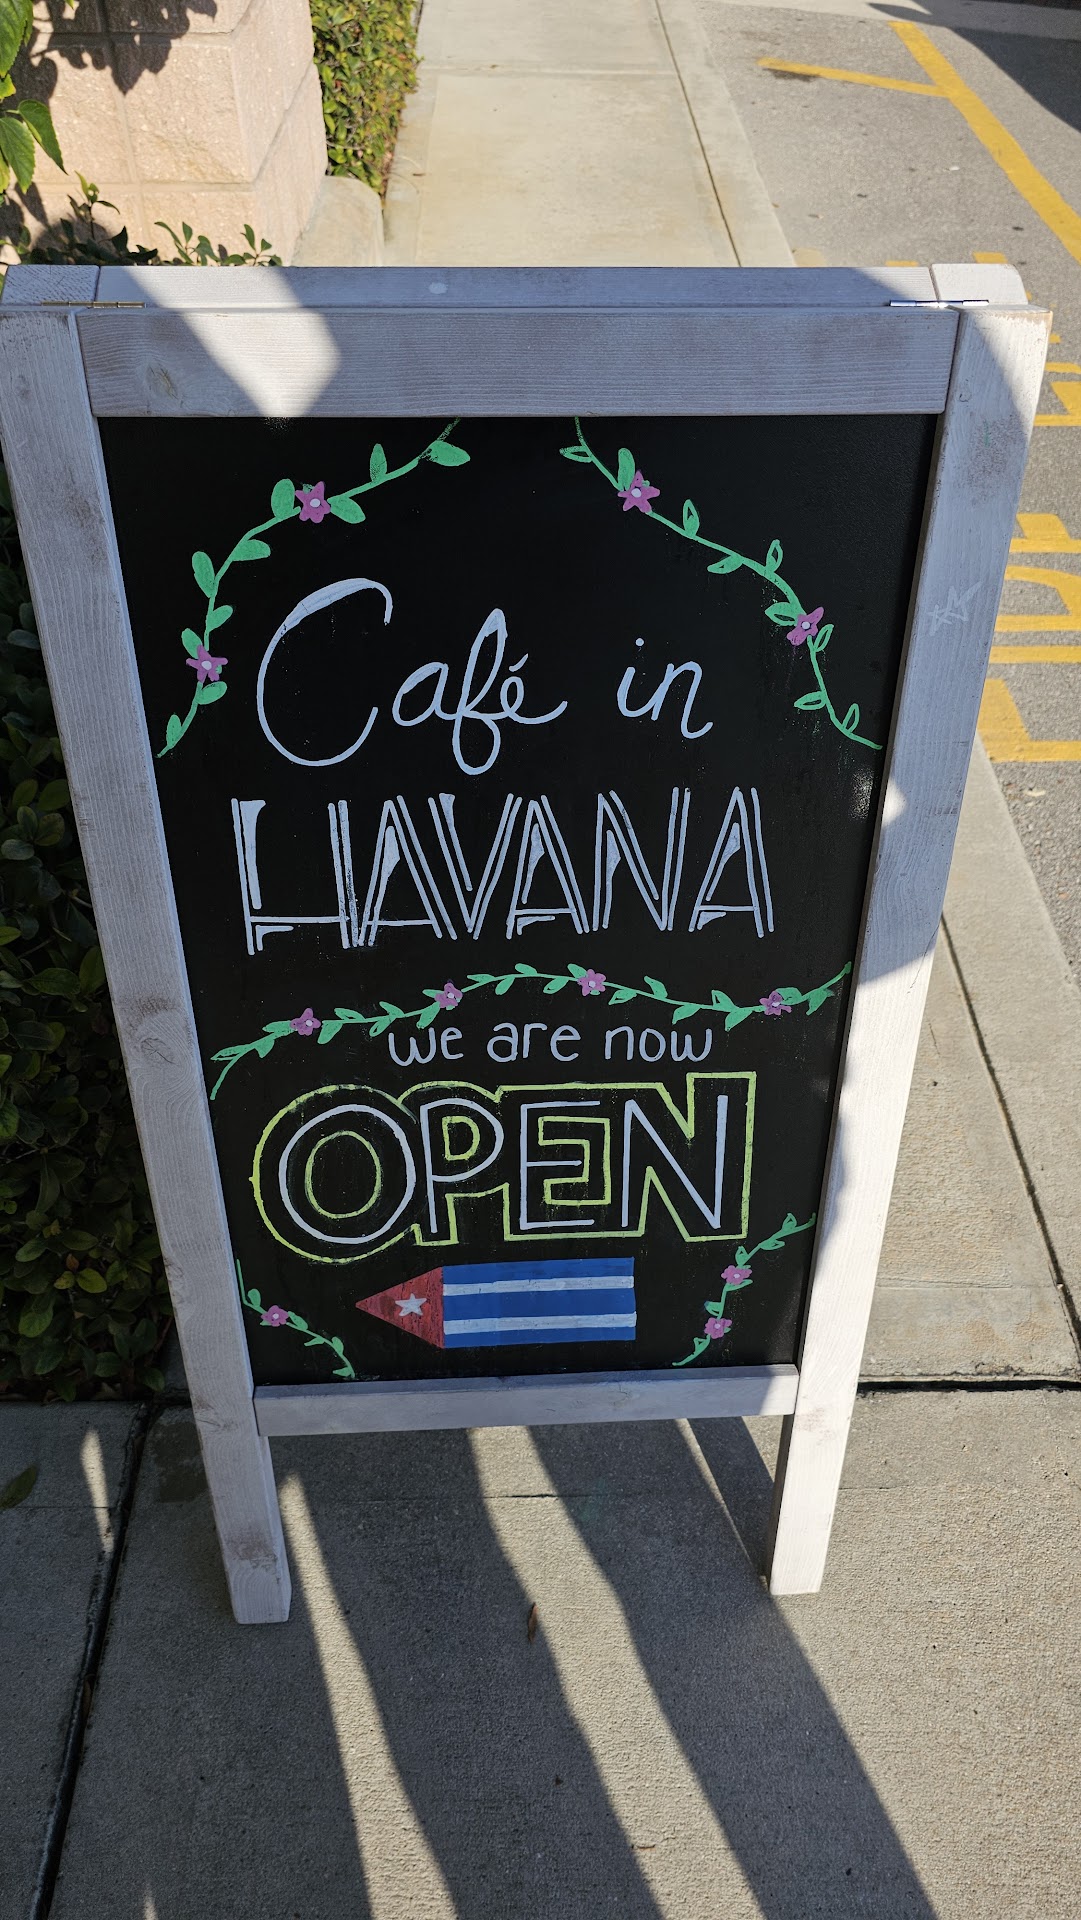 Café in
HAVANA
we are now
OPEN